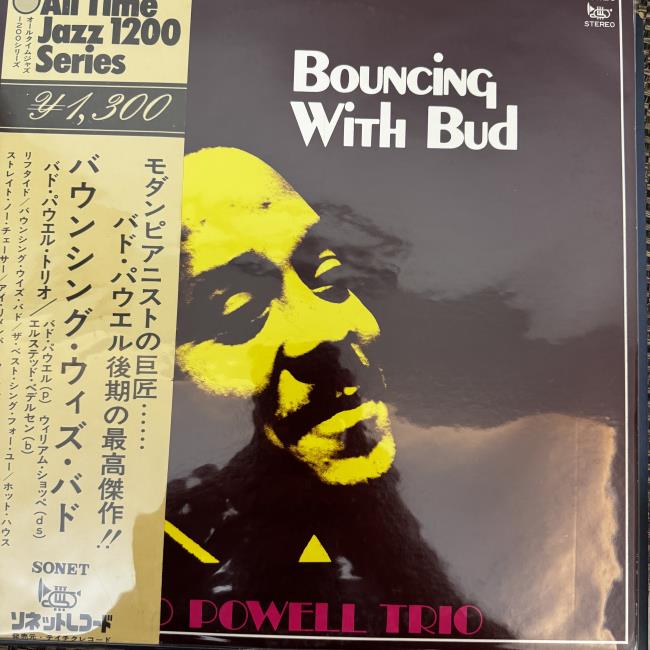 All Time
Jazz 1200
Series
オールタイムジャズ
1200シリーズ
¥1,300
モダンピアニストの巨匠……
バド・パウエル後期の最高傑作!!
バウンシング・ウィズ・バド
バド・パウエル・トリオ/
バド・パウエル(p) ウィリアム・ショッペ(ds)
エルステッド・ペデルセン(b)
リフタイド/バウンシング・ウイズ・バド/ザ・ベスト・シング・フォー・ユー/ホット・ハウス
ストレイト・ノー・チェーサー/アイ・リメンバ
SONET
ソネットレコード
発売元・テイチクレコード
STEREO
Bouncing
With Bud
POWELL TRIO